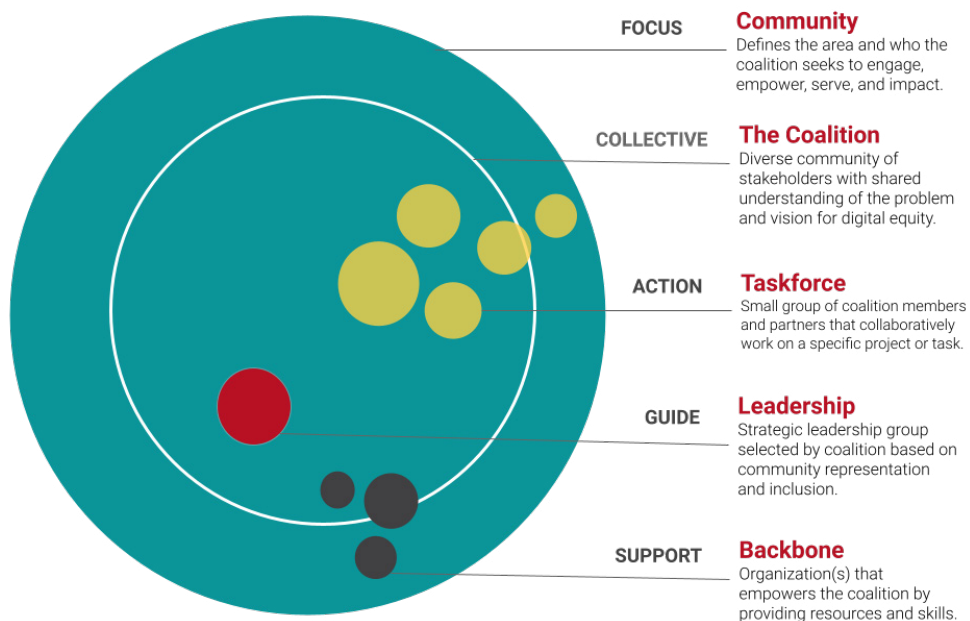 FOCUS
Community
Defines the area and who the
coalition seeks to engage,
empower, serve, and impact.
COLLECTIVE
The Coalition
Diverse community of
stakeholders with shared
understanding of the problem
and vision for digital equity.
ACTION
Taskforce
Small group of coalition members
and partners that collaboratively
work on a specific project or task.
GUIDE
Leadership
Strategic leadership group
selected by coalition based on
community representation
and inclusion.
SUPPORT
Backbone
Organization(s) that
empowers the coalition by
providing resources and skills.